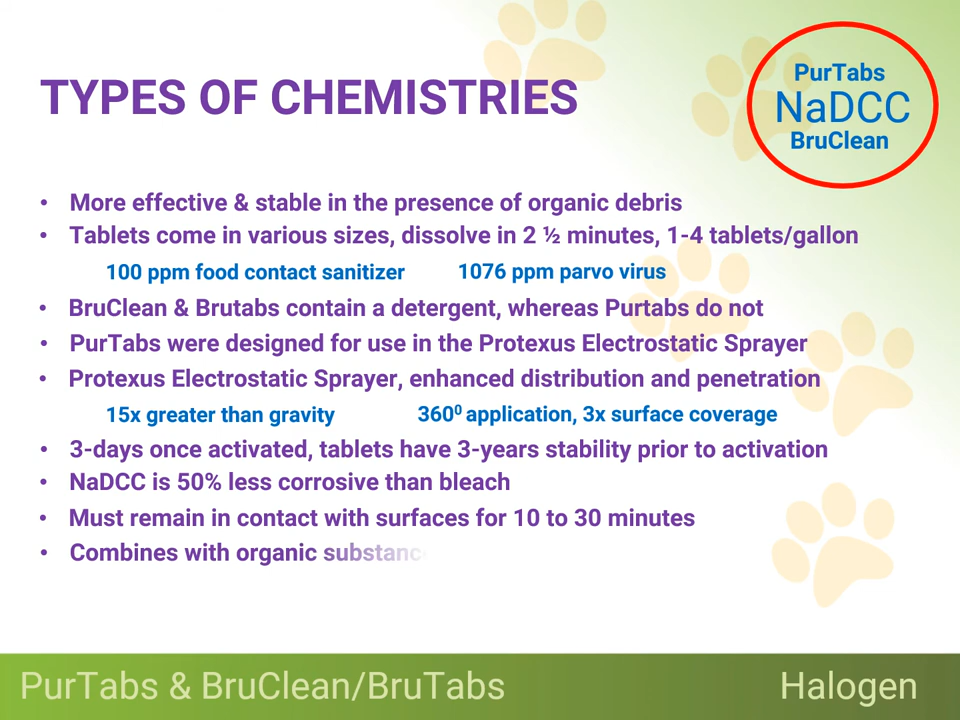 TYPES OF CHEMISTRIES
PurTabs
NaDCC
BruClean
• More effective & stable in the presence of organic debris
• Tablets come in various sizes, dissolve in 2 ½ minutes, 1-4 tablets/gallon
100 ppm food contact sanitizer 1076 ppm parvo virus
• BruClean & Brutabs contain a detergent, whereas Purtabs do not
• PurTabs were designed for use in the Protexus Electrostatic Sprayer
• Protexus Electrostatic Sprayer, enhanced distribution and penetration
15x greater than gravity 360⁰ application, 3x surface coverage
• 3-days once activated, tablets have 3-years stability prior to activation
• NaDCC is 50% less corrosive than bleach
• Must remain in contact with surfaces for 10 to 30 minutes
• Combines with organic substanc
PurTabs & BruClean/BruTabs Halogen